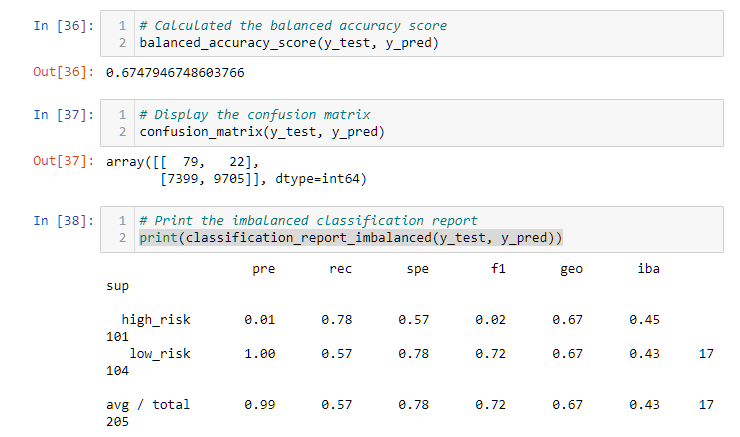 In [36]: 1 # Calculated the balanced accuracy score
2 balanced_accuracy_score(y_test, y_pred)
Out[36]: 0.6747946748603766
In [37]: 1 # Display the confusion matrix
2 confusion_matrix(y_test, y_pred)
Out[37]: array([[ 79, 22],
[7399, 9705]], dtype=int64)
In [38]: 1 # Print the imbalanced classification report
2 print(classification_report_imbalanced(y_test, y_pred))
pre rec spe f1 geo iba
sup
high_risk 0.01 0.78 0.57 0.02 0.67 0.45
101
low_risk 1.00 0.57 0.78 0.72 0.67 0.43 17
104
avg / total 0.99 0.57 0.78 0.72 0.67 0.43 17
205